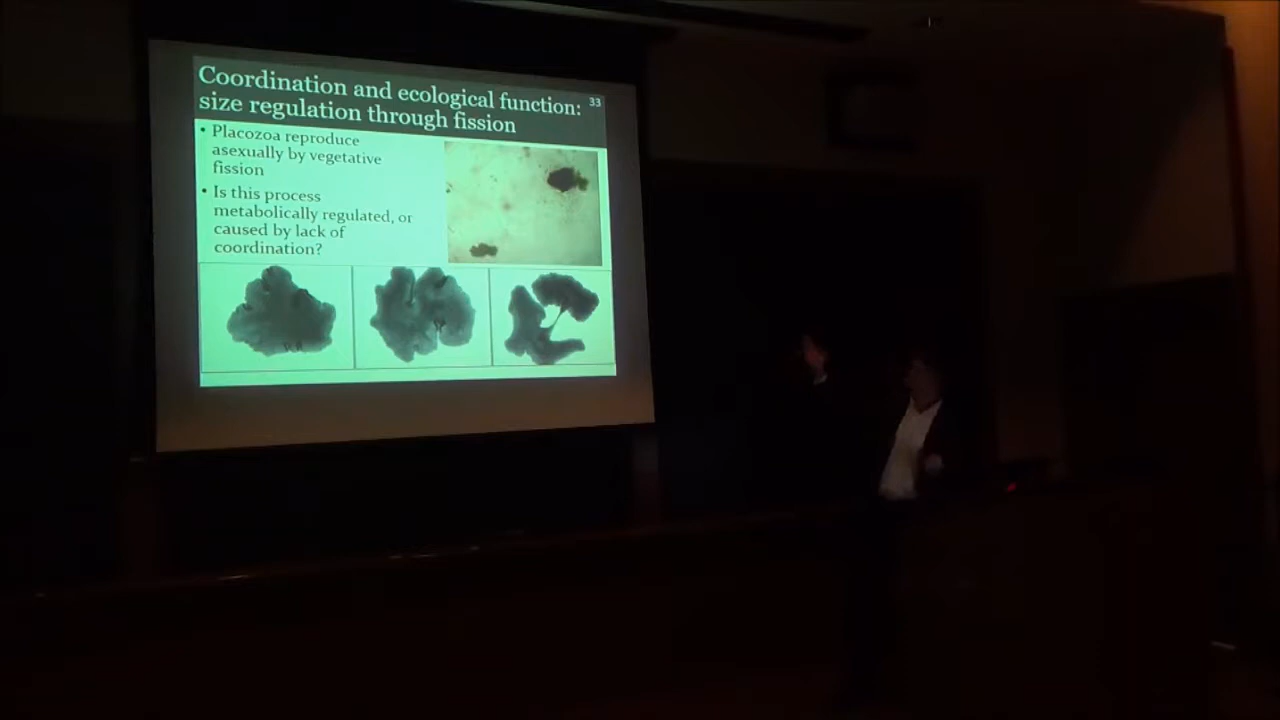 Coordination and ecological function:
size regulation through fission
33
• Placozoa reproduce
asexually by vegetative
fission
• Is this process
metabolically regulated, or
caused by lack of
coordination?